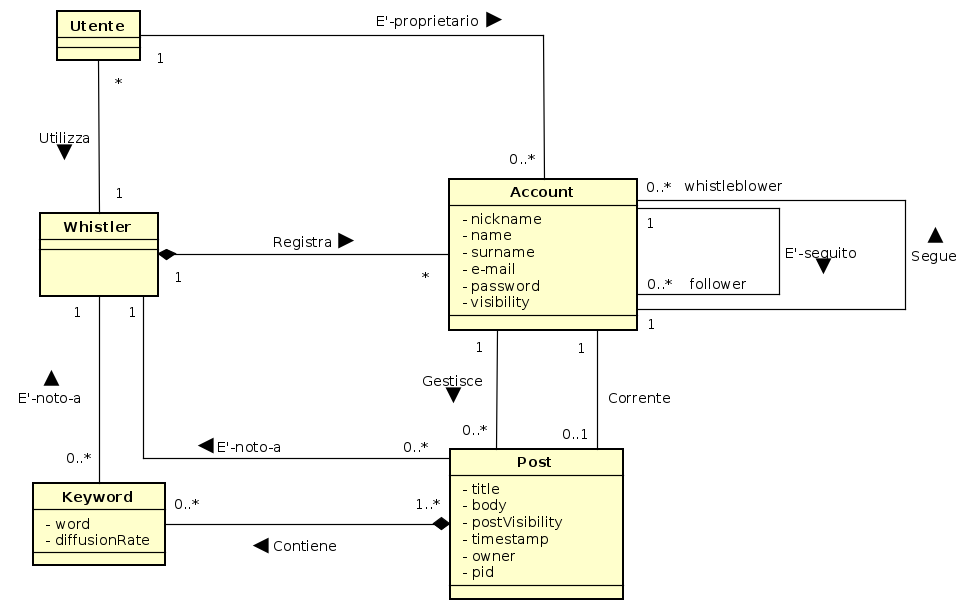 E'-proprietario
Utente
1
*
Utilizza
1
0..*
Account
- nickname
- name
- surname
- e-mail
- password
- visibility
0..* whistleblower
1
E'-seguito
Segue
0..* follower
1
Whistler
Registra
1
*
1
1
1
1
Gestisce
Corrente
E'-noto-a
0..*
0..1
E'-noto-a
0..*
0..*
Post
- title
- body
- postVisibility
- timestamp
- owner
- pid
Keyword
- word
- diffusionRate
0..*
1..*
Contiene